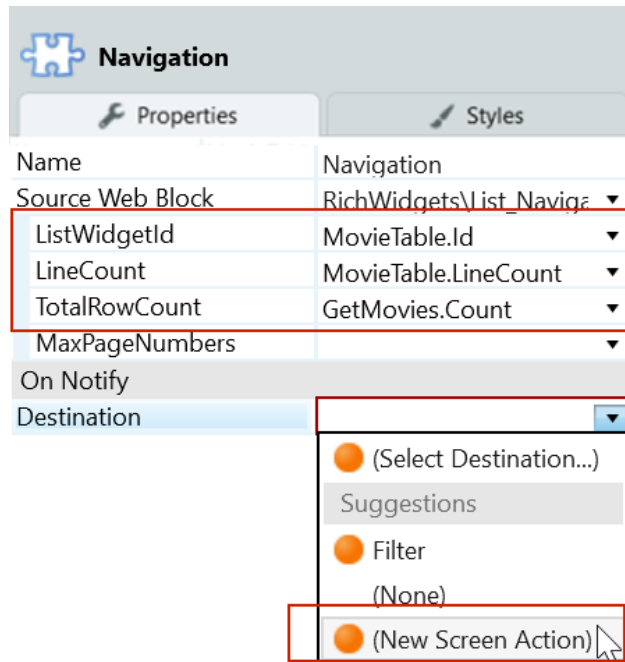 Navigation
Properties Styles
Name Navigation
Source Web Block RichWidgets\List_Naviga
ListWidgetId MovieTable.Id
LineCount MovieTable.LineCount
TotalRowCount GetMovies.Count
MaxPageNumbers
On Notify
Destination
(Select Destination...)
Suggestions
Filter
(None)
(New Screen Action)